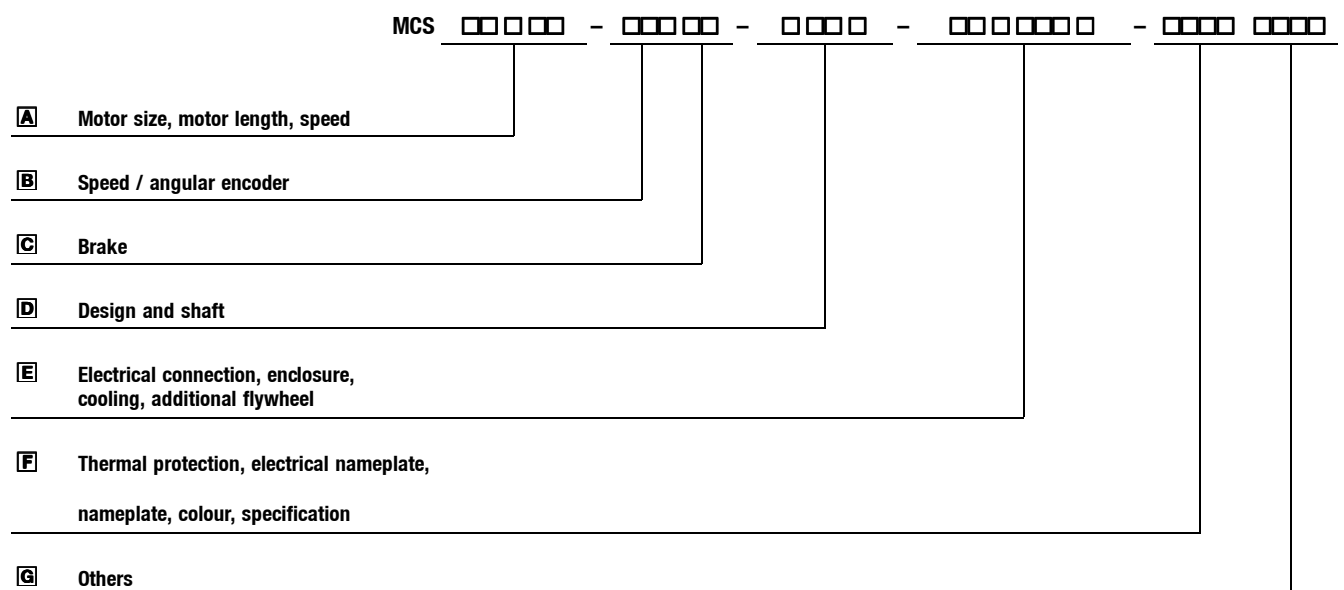 MCS □□ □ □□ – □□□ □□ – □ □□ □ – □□ □ □□□ □ – □□□□ □□□□
A Motor size, motor length, speed
B Speed / angular encoder
C Brake
D Design and shaft
E Electrical connection, enclosure,
cooling, additional flywheel
F Thermal protection, electrical nameplate,
nameplate, colour, specification
G Others